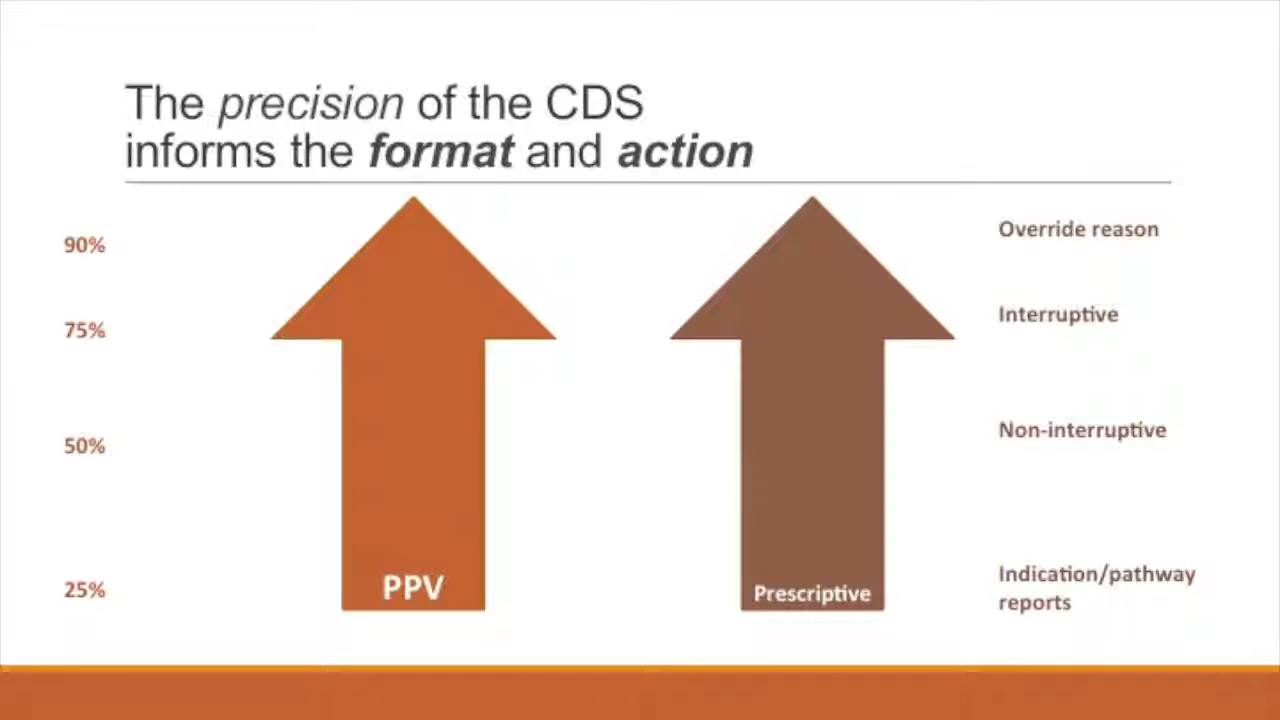 The precision of the CDS
informs the format and action
90%
75%
50%
25%
PPV
Prescriptive
Override reason
Interruptive
Non-interruptive
Indication/pathway
reports